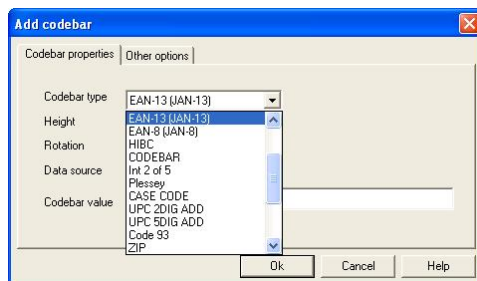 Add codebar
Codebar properties
Other options
Codebar type
EAN-13 (JAN-13)
Height
Rotation
Data source
Codebar value
EAN-13 (JAN-13)
EAN-8 (JAN-8)
HIBC
CODEBAR
Int 2 of 5
Plessey
CASE CODE
UPC 2DIG ADD
UPC 5DIG ADD
Code 93
ZIP
Ok
Cancel
Help